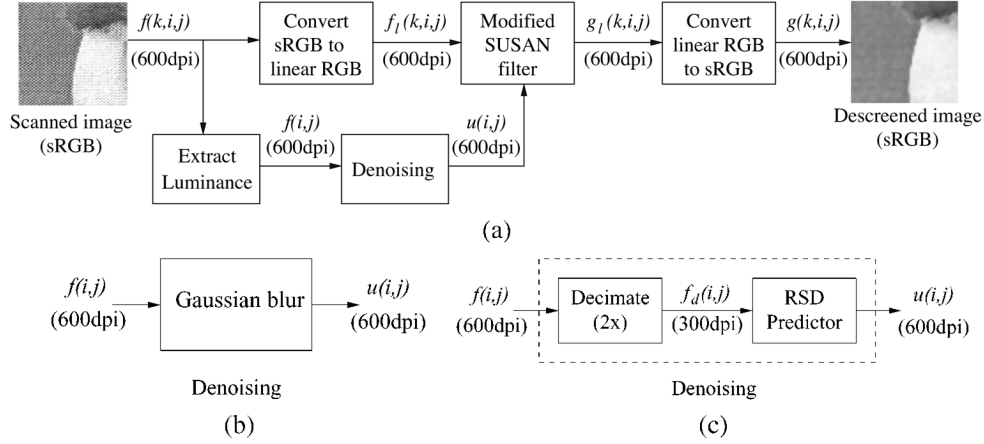 f(k,i,j)
(600dpi)
Convert
sRGB to
linear RGB
f_l(k,i,j)
(600dpi)
Modified
SUSAN
filter
g_l(k,i,j)
(600dpi)
Convert
linear RGB
to sRGB
g(k,i,j)
(600dpi)
Scanned image
(sRGB)
Descreened image
(sRGB)
Extract
Luminance
f(i,j)
(600dpi)
Denoising
u(i,j)
(600dpi)
(a)
f(i,j)
(600dpi)
Gaussian blur
u(i,j)
(600dpi)
Denoising
(b)
f(i,j)
(600dpi)
Decimate
(2x)
f_d(i,j)
(300dpi)
RSD
Predictor
u(i,j)
(600dpi)
Denoising
(c)